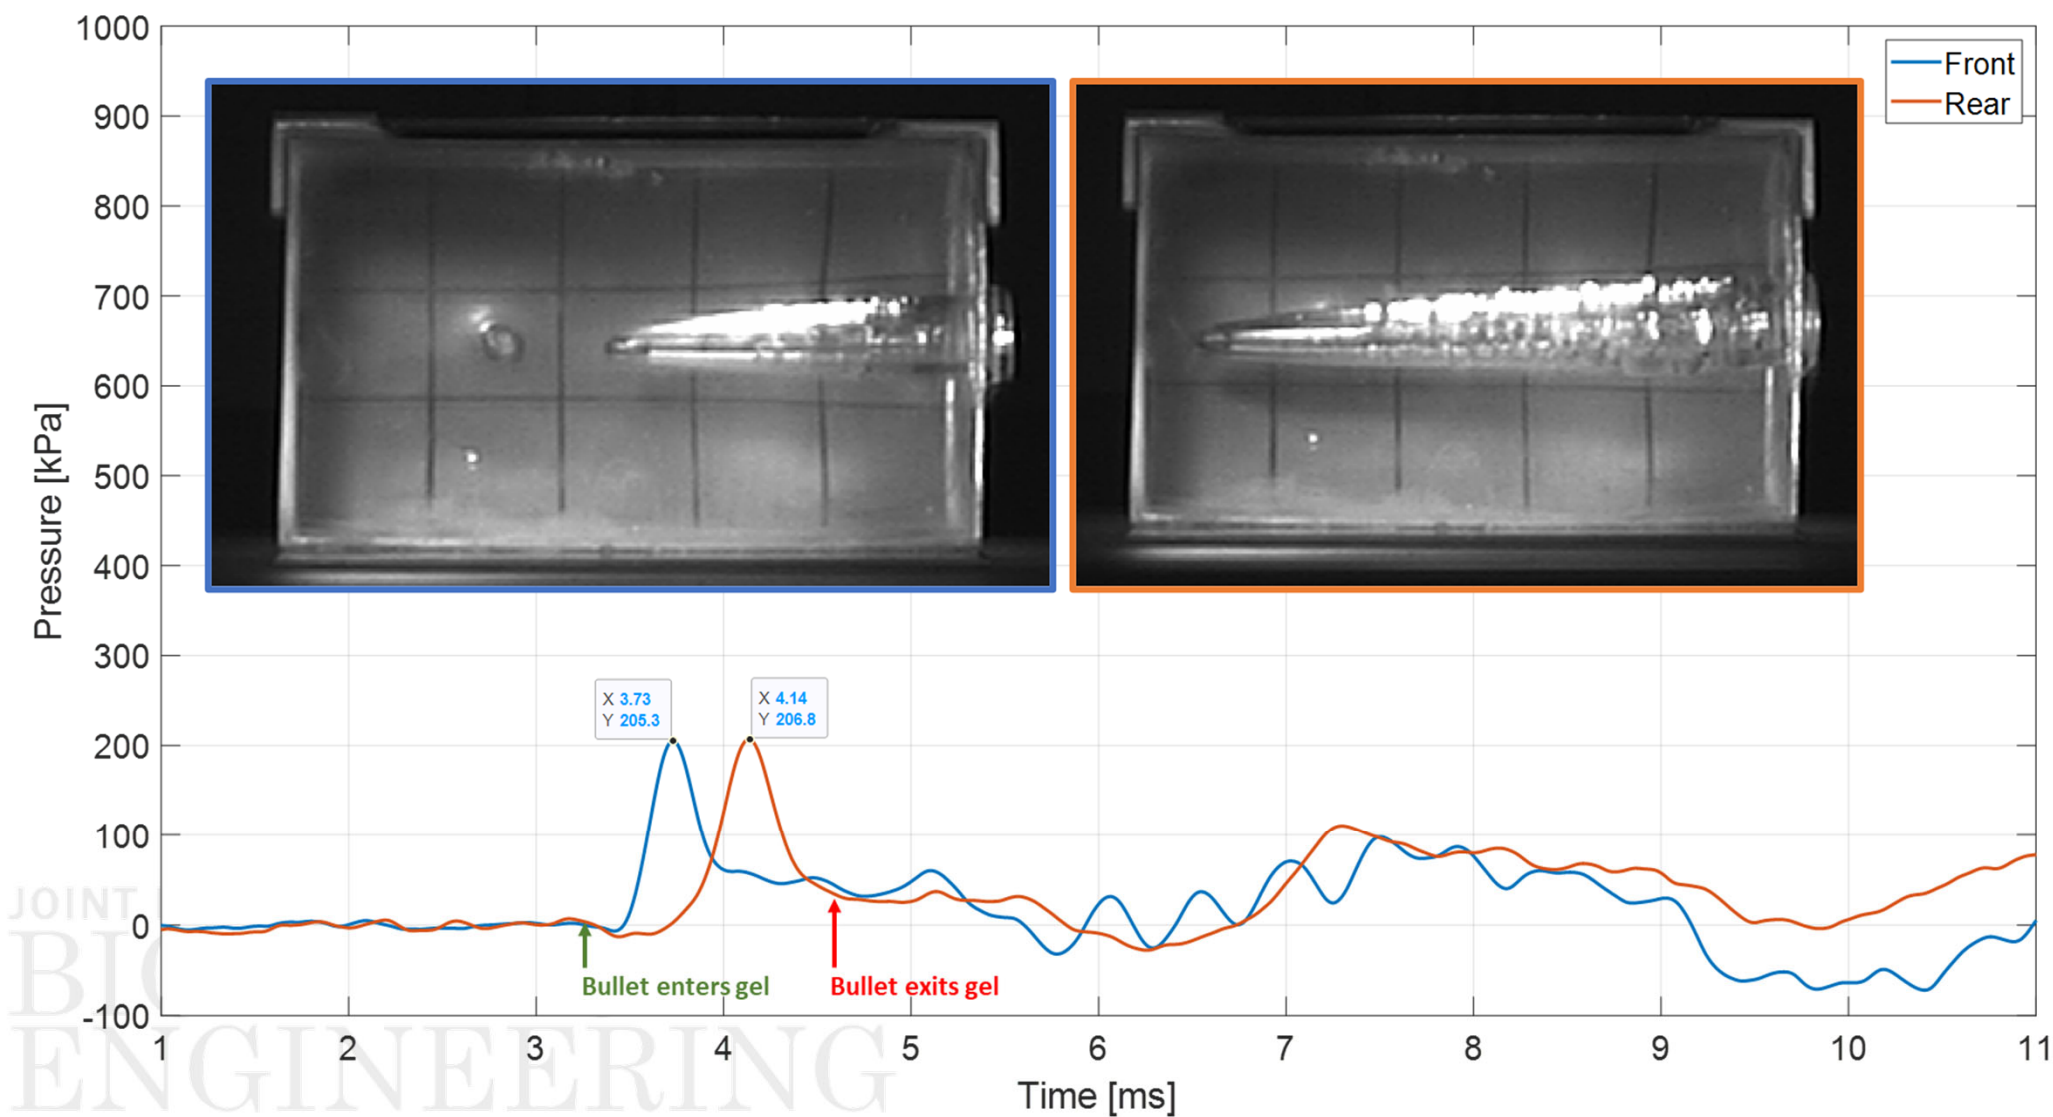 1000
900
800
700
600
500
400
300
200
100
0
-100
Pressure [kPa]
Front
Rear
X 3.73
Y 205.3
X 4.14
Y 206.8
Bullet enters gel
Bullet exits gel
JOINT
ENGINEERING
1 2 3 4 5 6 7 8 9 10 11
Time [ms]